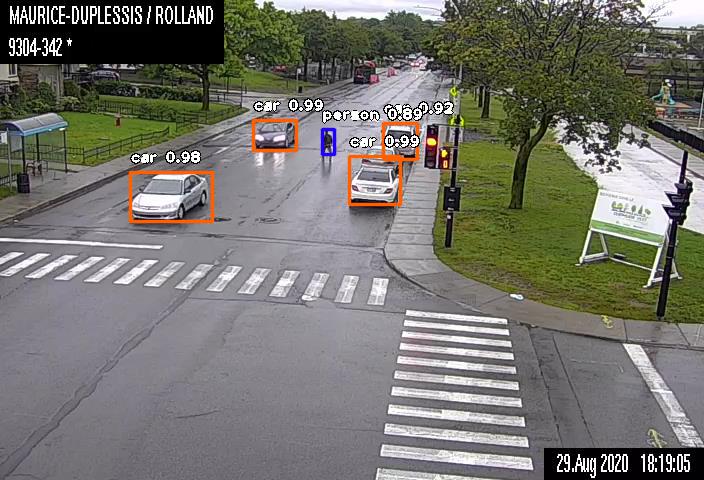 MAURICE-DUPLESSIS / ROLLAND
9304-342 *
car 0.99
car 0.92
person 0.89
car 0.99
car 0.98
29.Aug 2020 18:19:05